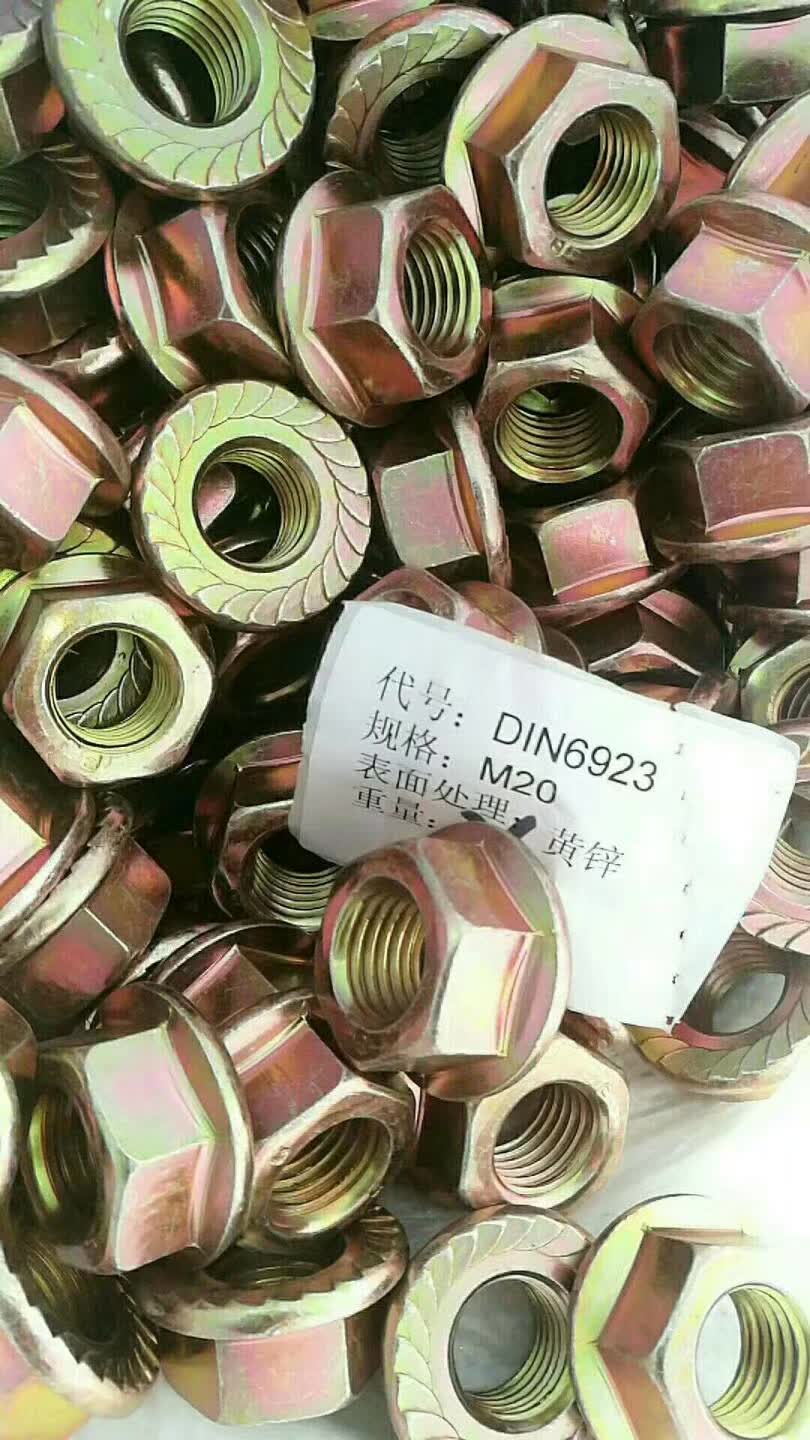 代号: DIN6923
规格: M20
表面处理: 黄锌
重量: